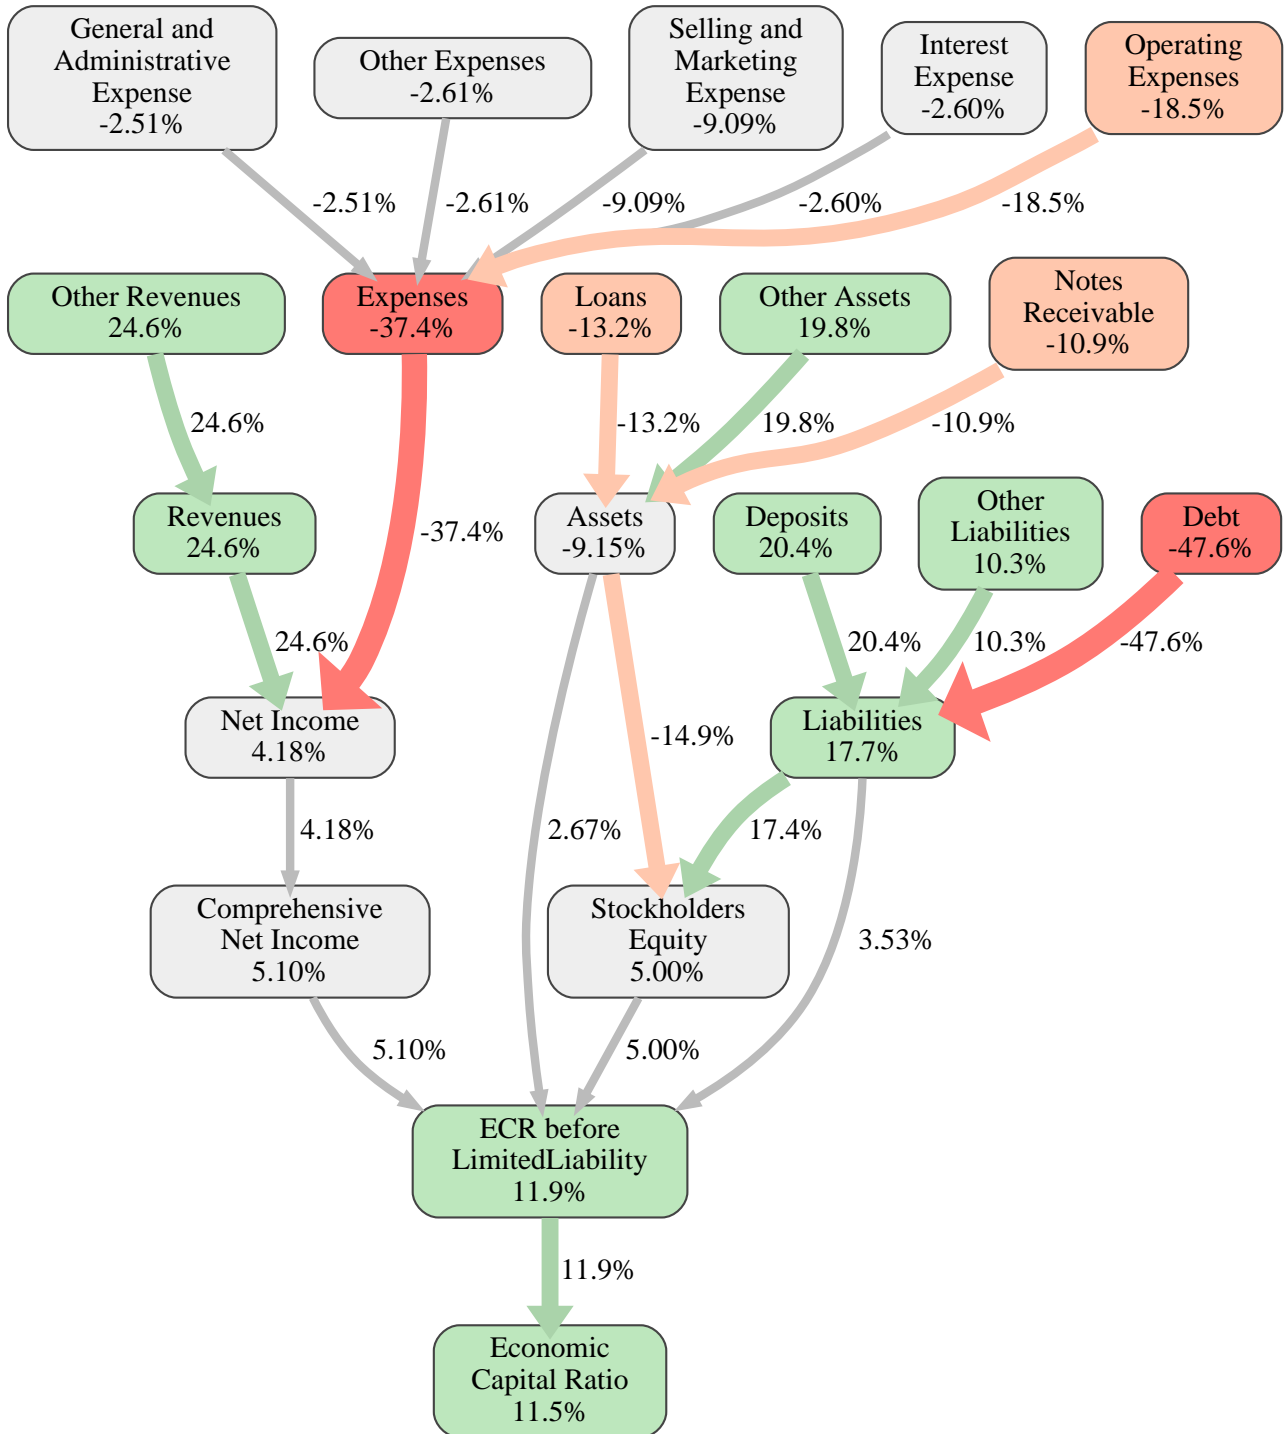 General and
Administrative
Expense
-2.51%
Other Expenses
-2.61%
Selling and
Marketing
Expense
-9.09%
Interest
Expense
-2.60%
Operating
Expenses
-18.5%
-2.51%
-2.61%
-9.09%
-2.60%
-18.5%
Other Revenues
24.6%
Expenses
-37.4%
Loans
-13.2%
Other Assets
19.8%
Notes
Receivable
-10.9%
24.6%
-13.2%
19.8%
-10.9%
Revenues
24.6%
-37.4%
Assets
-9.15%
Deposits
20.4%
Other
Liabilities
10.3%
Debt
-47.6%
24.6%
20.4%
10.3%
-47.6%
Net Income
4.18%
-14.9%
Liabilities
17.7%
4.18%
2.67%
17.4%
Comprehensive
Net Income
5.10%
Stockholders
Equity
5.00%
3.53%
5.10%
5.00%
ECR before
LimitedLiability
11.9%
11.9%
Economic
Capital Ratio
11.5%